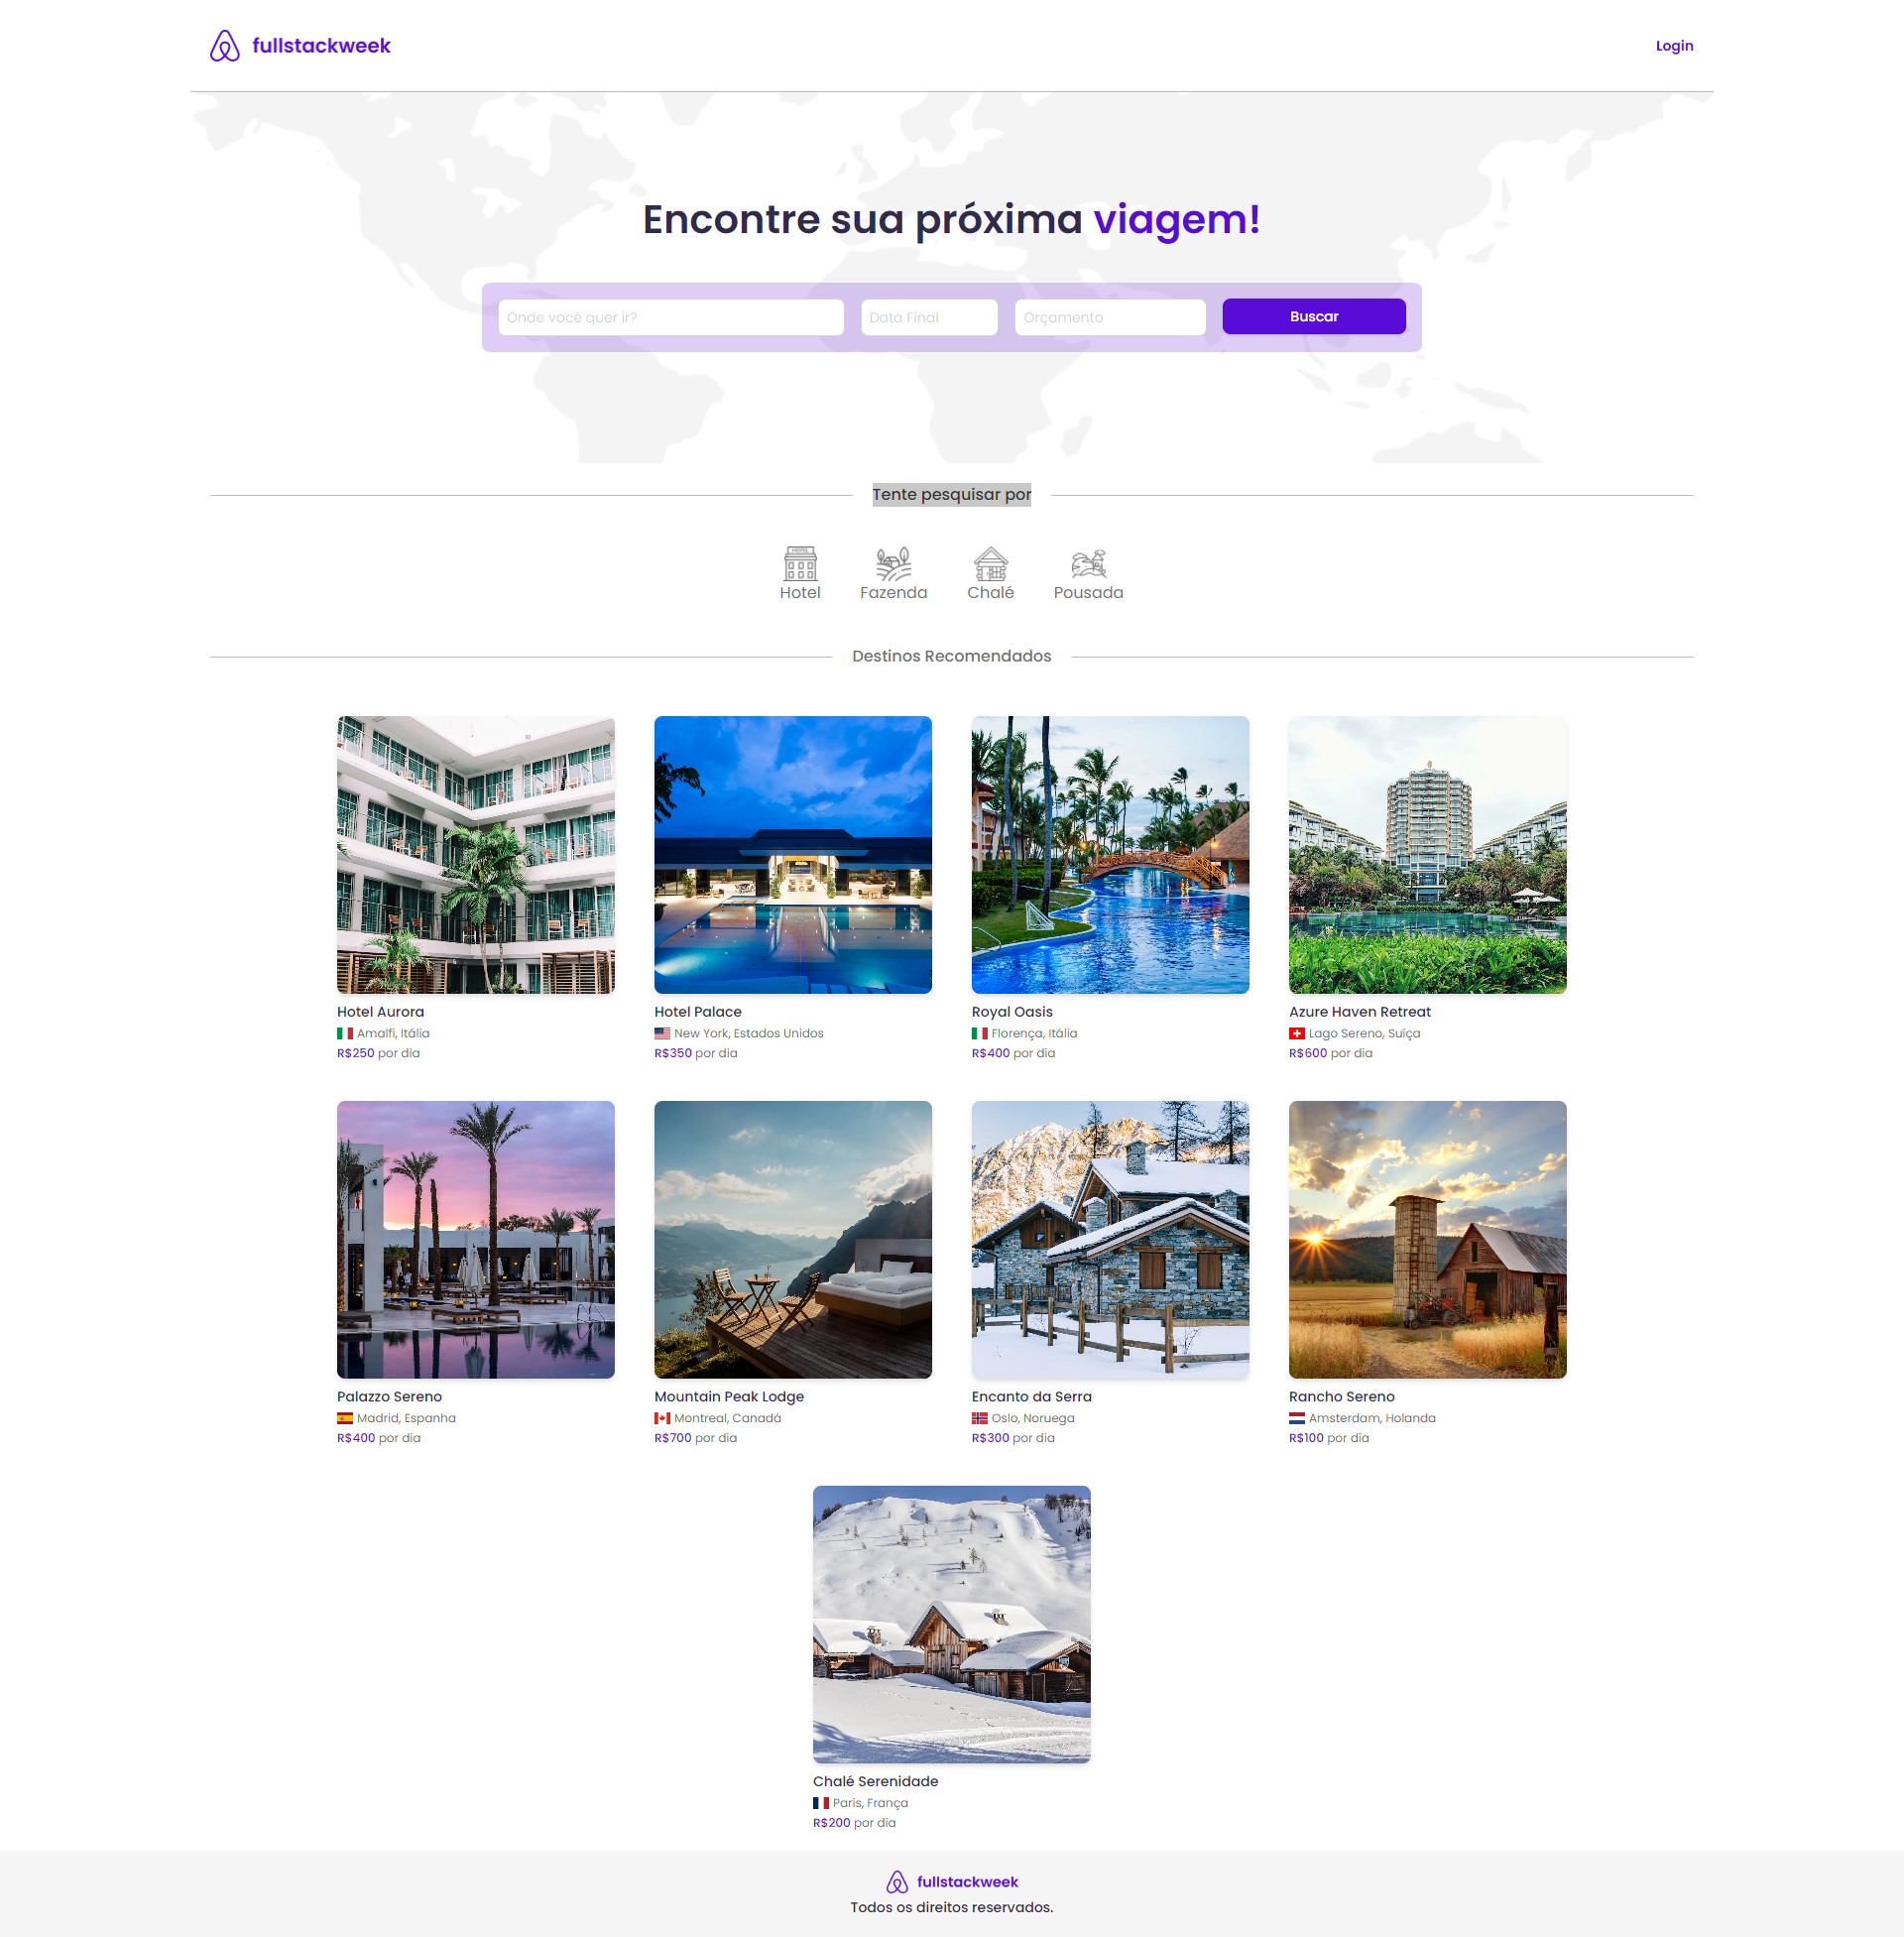 fullstackweek
Login
Encontre sua próxima viagem!
Onde você quer ir?
Data Final
Orçamento
Buscar
Tente pesquisar por
HOTEL
Hotel
Fazenda
Chalé
Pousada
Destinos Recomendados
Hotel Aurora
Amalfi, Itália
R$250 por dia
Hotel Palace
New York, Estados Unidos
R$350 por dia
Royal Oasis
Florença, Itália
R$400 por dia
Azure Haven Retreat
Lago Sereno, Suíça
R$600 por dia
Palazzo Sereno
Madrid, Espanha
R$400 por dia
Mountain Peak Lodge
Montreal, Canadá
R$700 por dia
Encanto da Serra
Oslo, Noruega
R$300 por dia
Rancho Sereno
Amsterdam, Holanda
R$100 por dia
Chalé Serenidade
Paris, França
R$200 por dia
fullstackweek
Todos os direitos reservados.